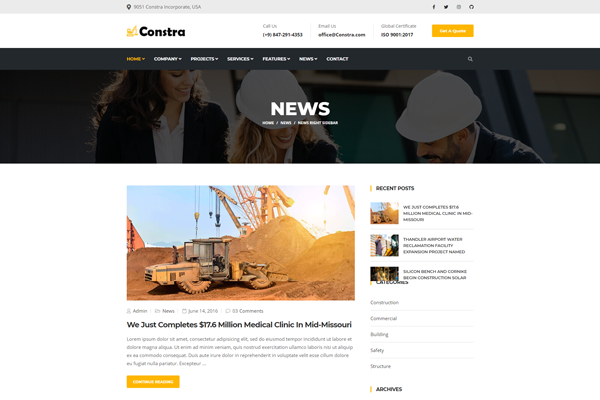 9051 Constra Incorporate, USA
Constra
Call Us
(+9) 847-291-4353
Email Us
office@Constra.com
Global Certificate
ISO 9001:2017
Get A Quote
HOME COMPANY PROJECTS SERVICES FEATURES NEWS CONTACT
NEWS
HOME / NEWS / NEWS RIGHT SIDEBAR
Admin News June 14, 2016 03 Comments
We Just Completes $17.6 Million Medical Clinic In Mid-Missouri
Lorem ipsum dolor sit amet, consectetur adipisicing elit, sed do eiusmod tempor incididunt ut labore et
dolore magna aliqua. Ut enim ad minim veniam, quis nostrud exercitation ullamco laboris nisi ut aliquip
ex ea commodo consequat. Duis aute irure dolor in reprehenderit in voluptate velit esse cillum dolore
eu fugiat nulla pariatur. Excepteur ...
CONTINUE READING
RECENT POSTS
WE JUST COMPLETES $17.6
MILLION MEDICAL CLINIC IN MID-
MISSOURI
THANDLER AIRPORT WATER
RECLAMATION FACILITY
EXPANSION PROJECT NAMED
SILICON BENCH AND CORNIKE
BEGIN CONSTRUCTION SOLAR
CATEGORIES
Construction
Commercial
Building
Safety
Structure
ARCHIVES